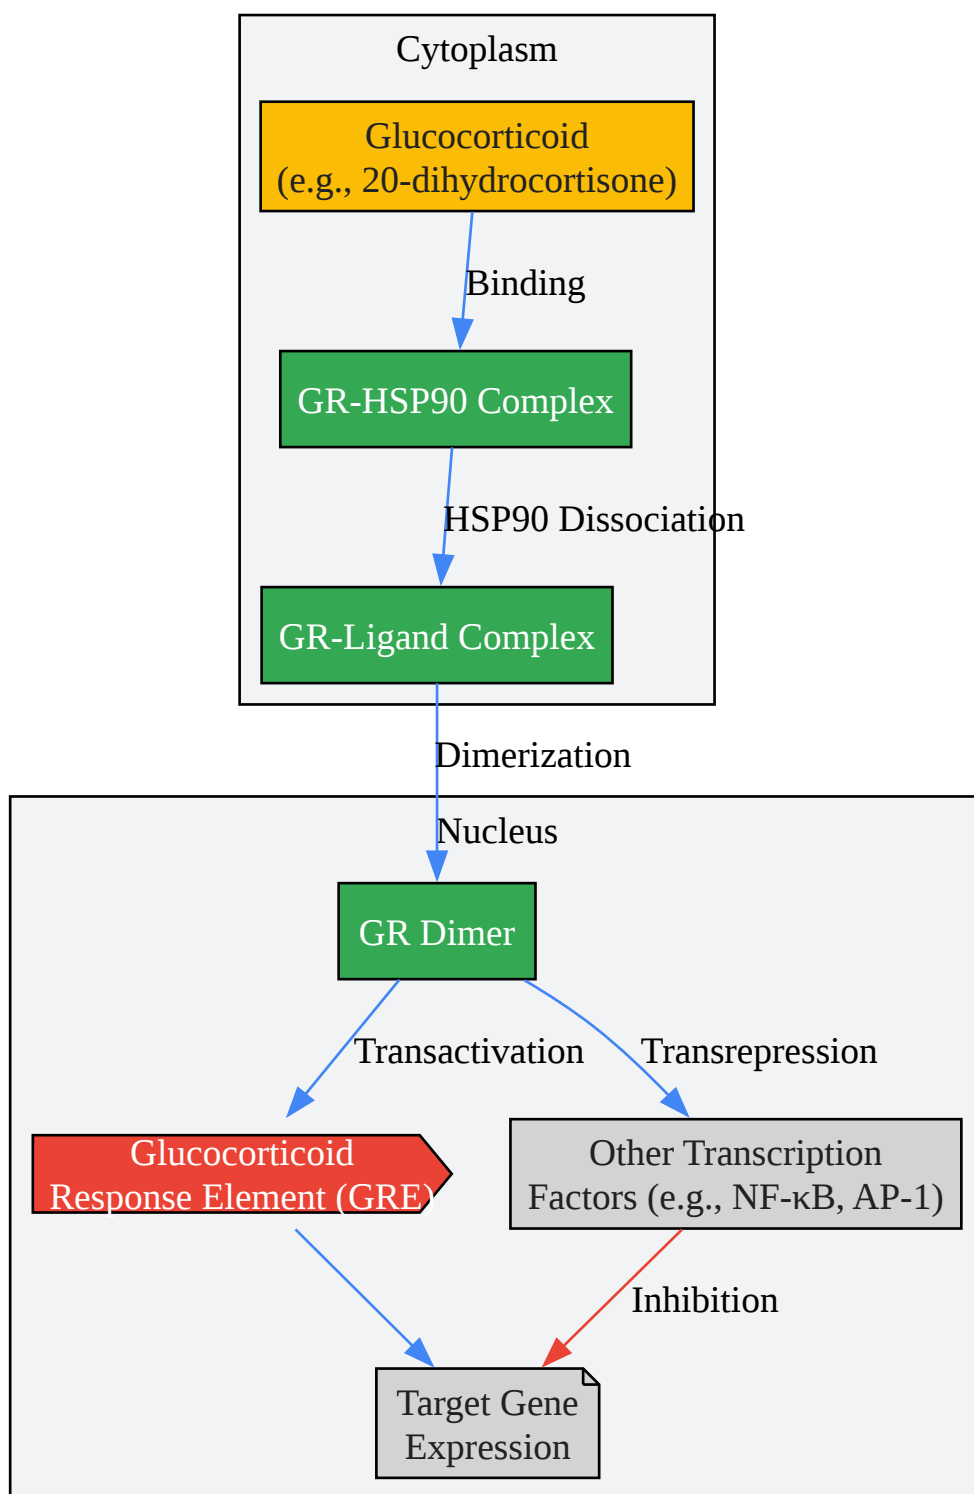 Cytoplasm
Glucocorticoid
(e.g., 20-dihydrocortisone)
Binding
GR-HSP90 Complex
HSP90 Dissociation
GR-Ligand Complex
Dimerization
Nucleus
GR Dimer
Transactivation
Transrepression
Glucocorticoid
Response Element (GRE)
Other Transcription
Factors (e.g., NF-κB, AP-1)
Inhibition
Target Gene
Expression